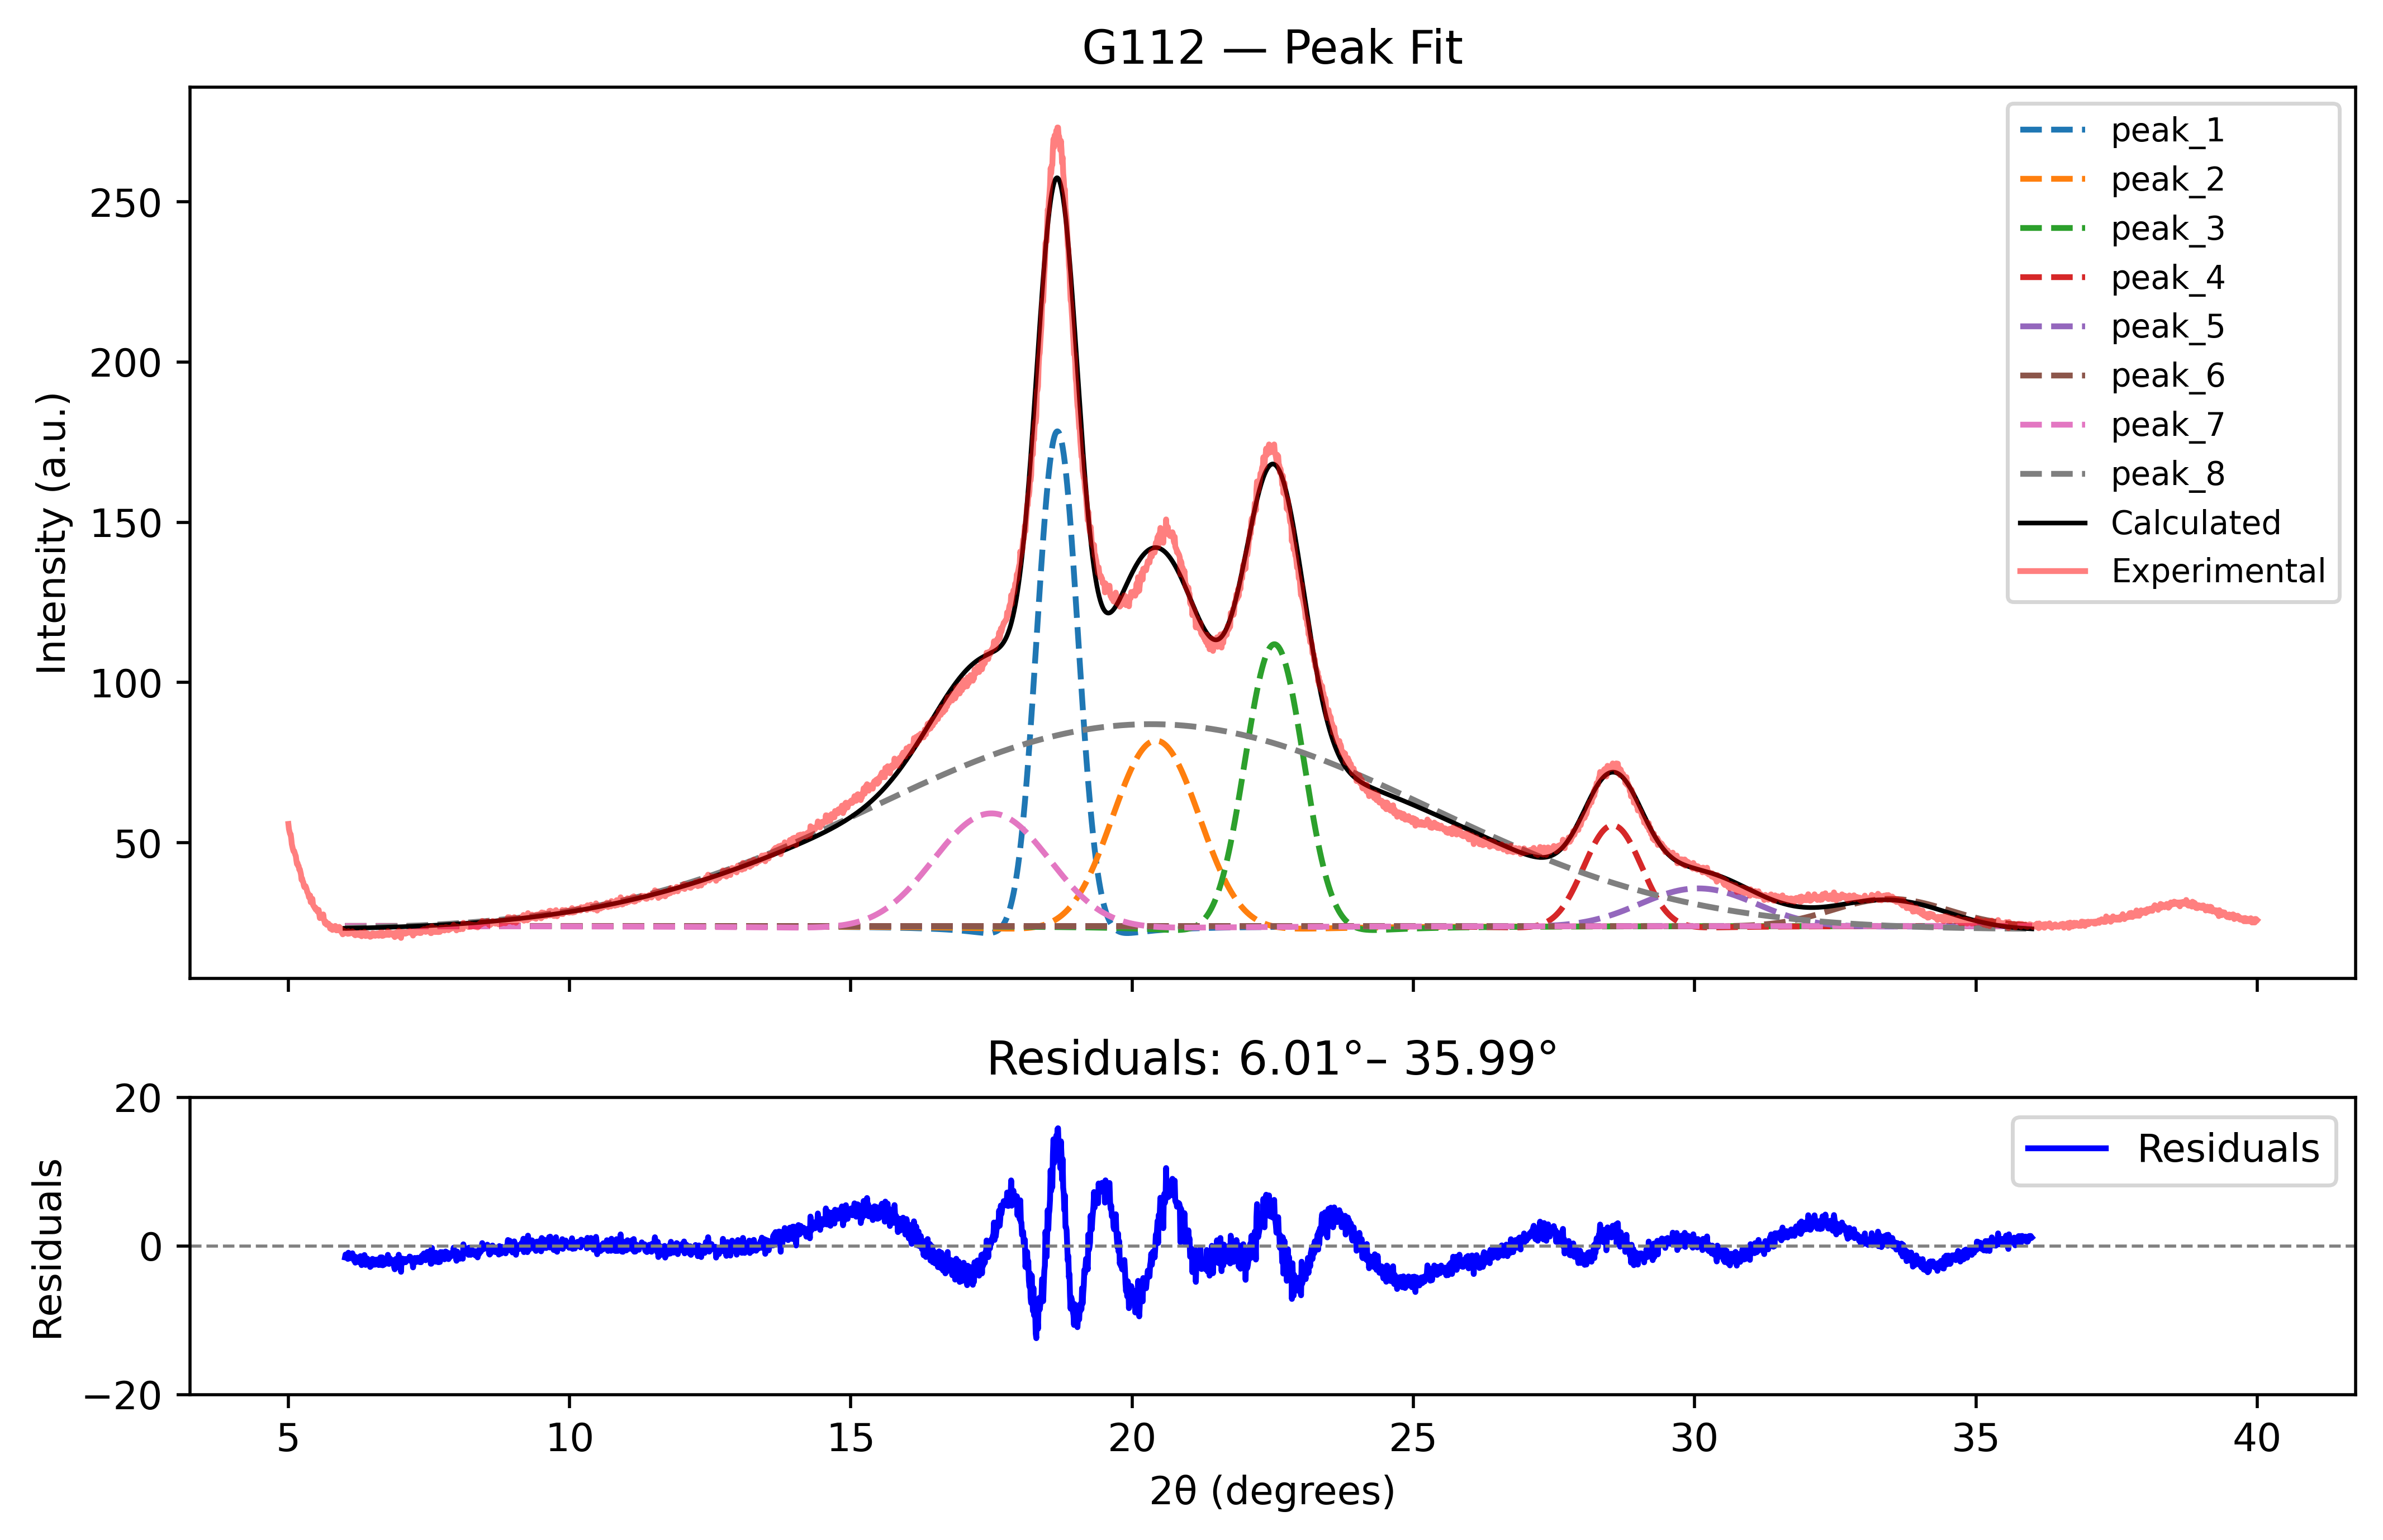 G112 — Peak Fit
Intensity (a.u.)
250
200
150
100
50
peak_1
peak_2
peak_3
peak_4
peak_5
peak_6
peak_7
peak_8
Calculated
Experimental
Residuals: 6.01°– 35.99°
Residuals
20
0
−20
Residuals
5 10 15 20 25 30 35 40
2θ (degrees)